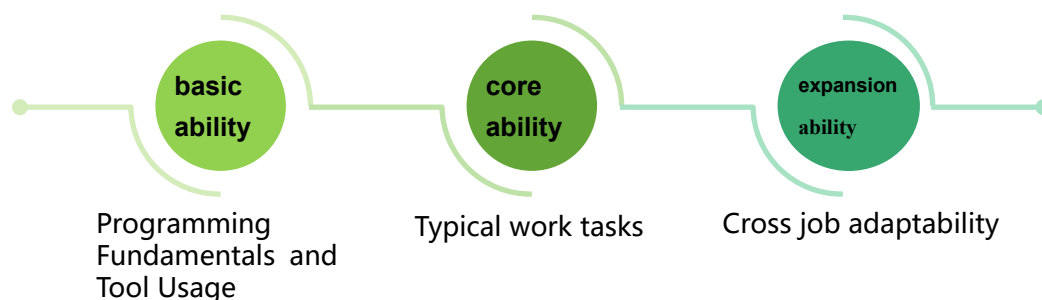 basic
ability
core
ability
expansion
ability
Programming
Fundamentals and
Tool Usage
Typical work tasks
Cross job adaptability